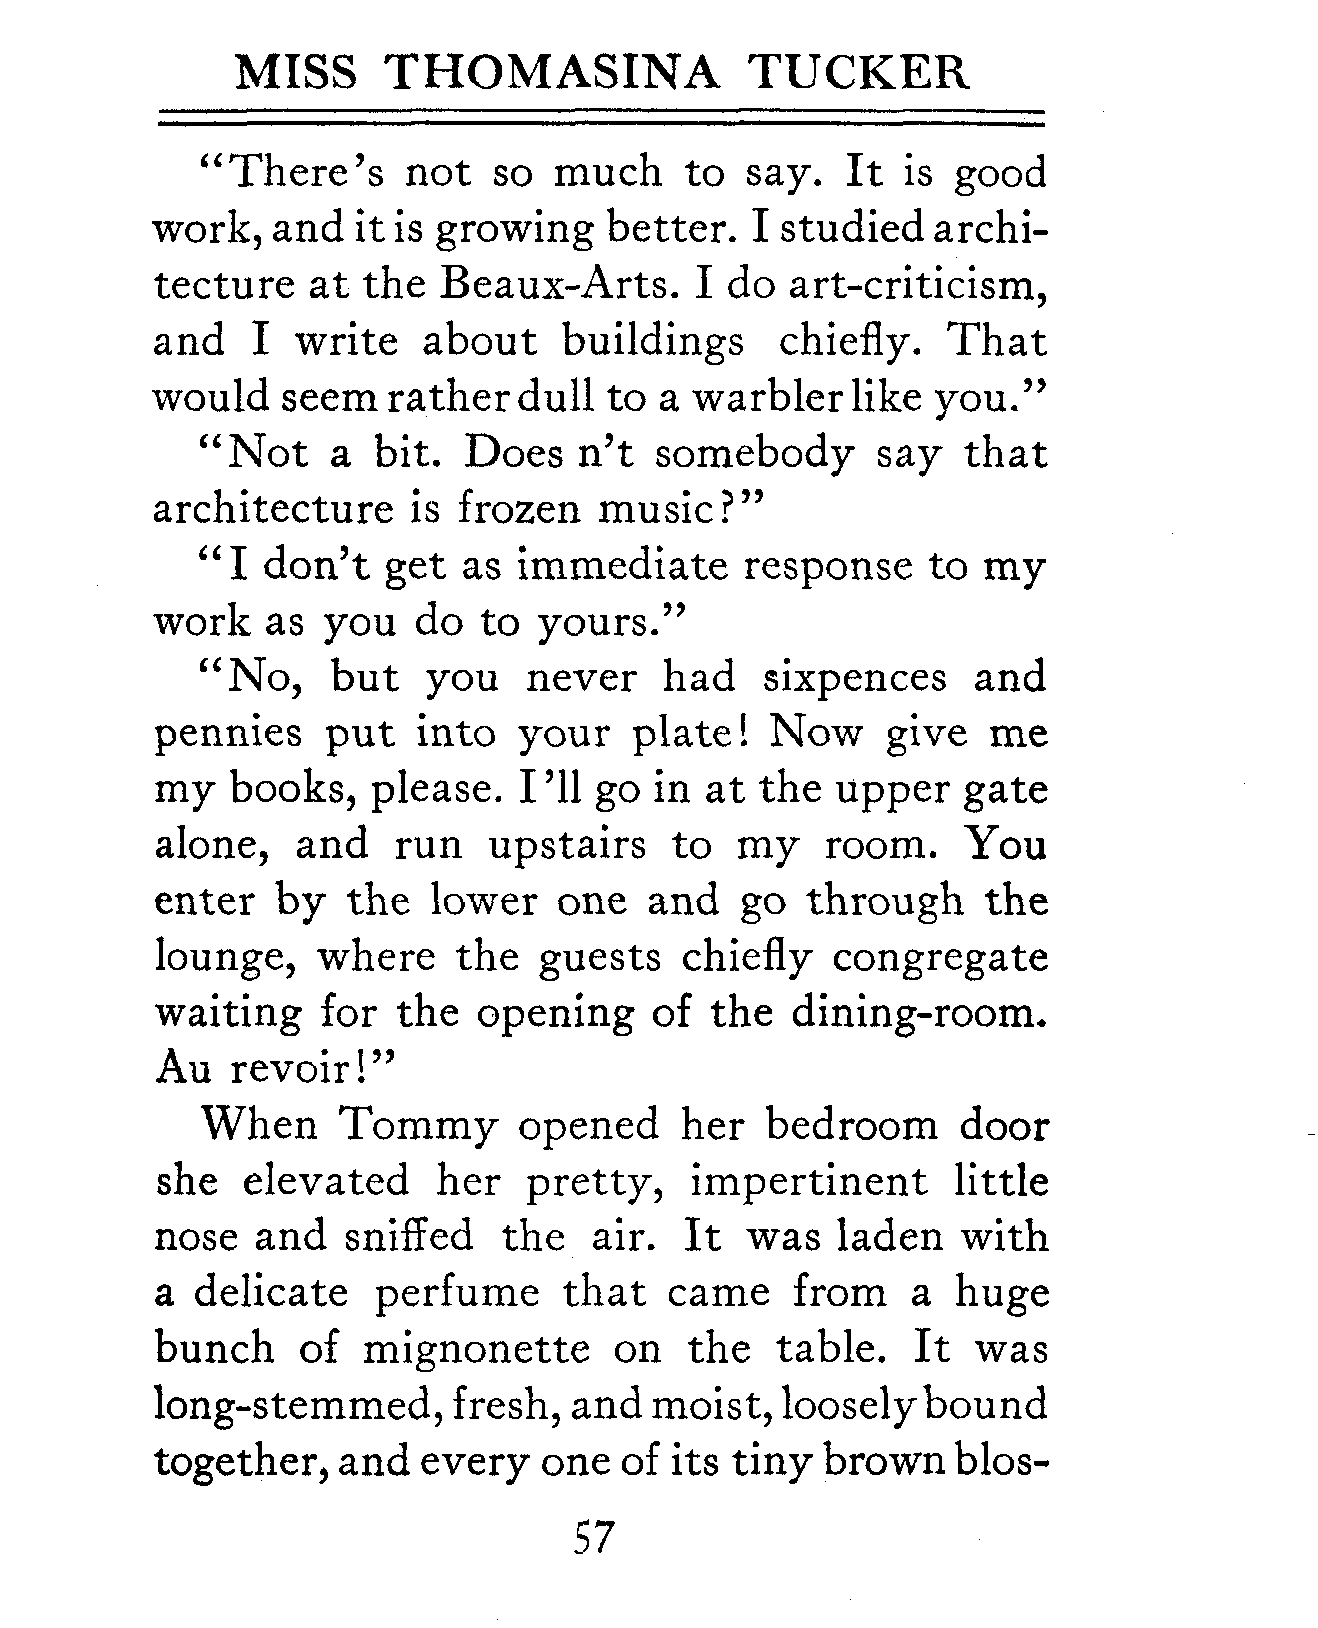 MISS THOMASINA TUCKER
“There’s not so much to say. It is good
work, and it is growing better. I studied archi-
tecture at the Beaux-Arts. I do art-criticism,
and I write about buildings chiefly. That
would seem rather dull to a warbler like you.”
“Not a bit. Does n’t somebody say that
architecture is frozen music?”
“I don’t get as immediate response to my
work as you do to yours.”
“No, but you never had sixpences and
pennies put into your plate! Now give me
my books, please. I ’ll go in at the upper gate
alone, and run upstairs to my room. You
enter by the lower one and go through the
lounge, where the guests chiefly congregate
waiting for the opening of the dining-room.
Au revoir!”
When Tommy opened her bedroom door
she elevated her pretty, impertinent little
nose and sniffed the air. It was laden with
a delicate perfume that came from a huge
bunch of mignonette on the table. It was
long-stemmed, fresh, and moist, loosely bound
together, and every one of its tiny brown blos-
57